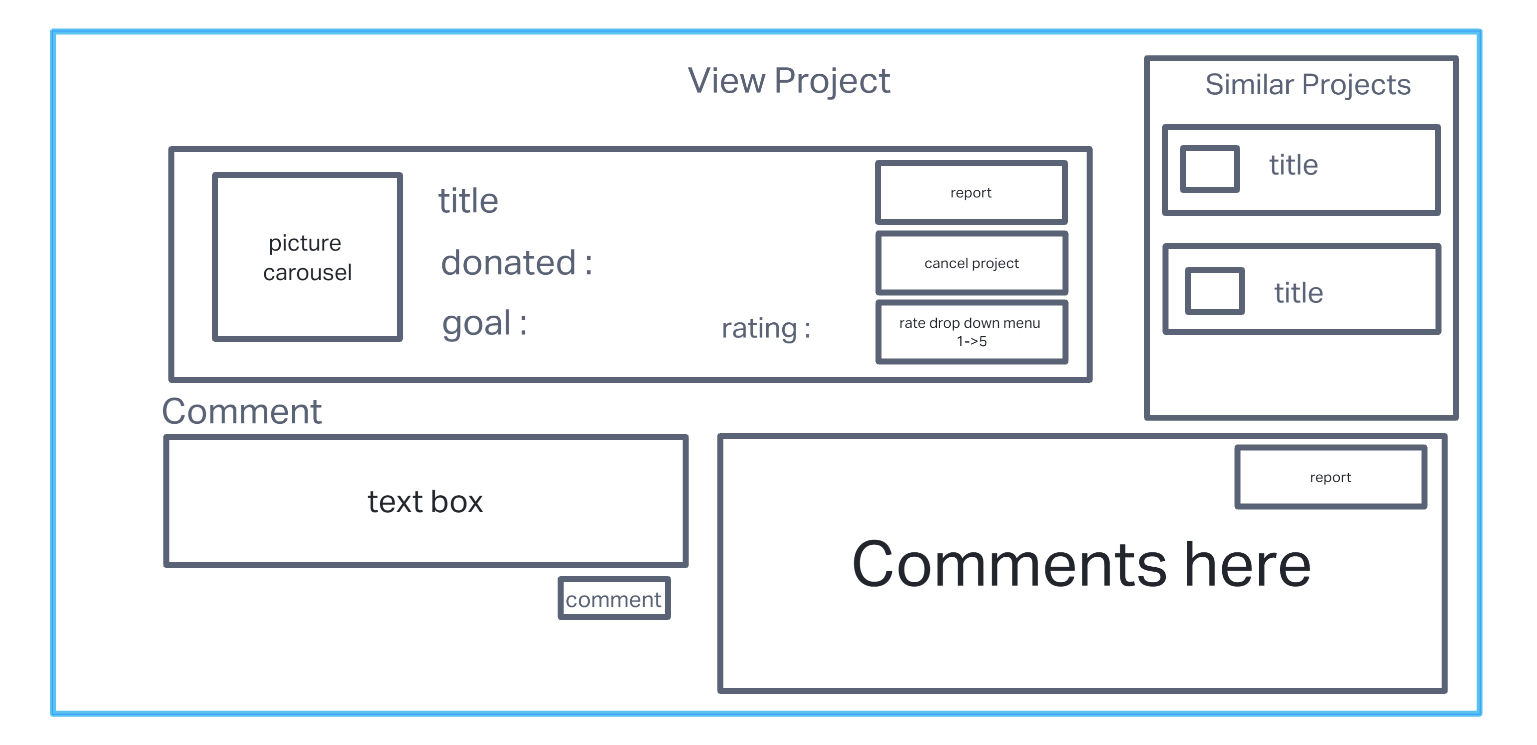 View Project
Similar Projects
title
title
picture
carousel
title
donated :
goal :
rating :
report
cancel project
rate drop down menu
1->5
Comment
text box
comment
report
Comments here